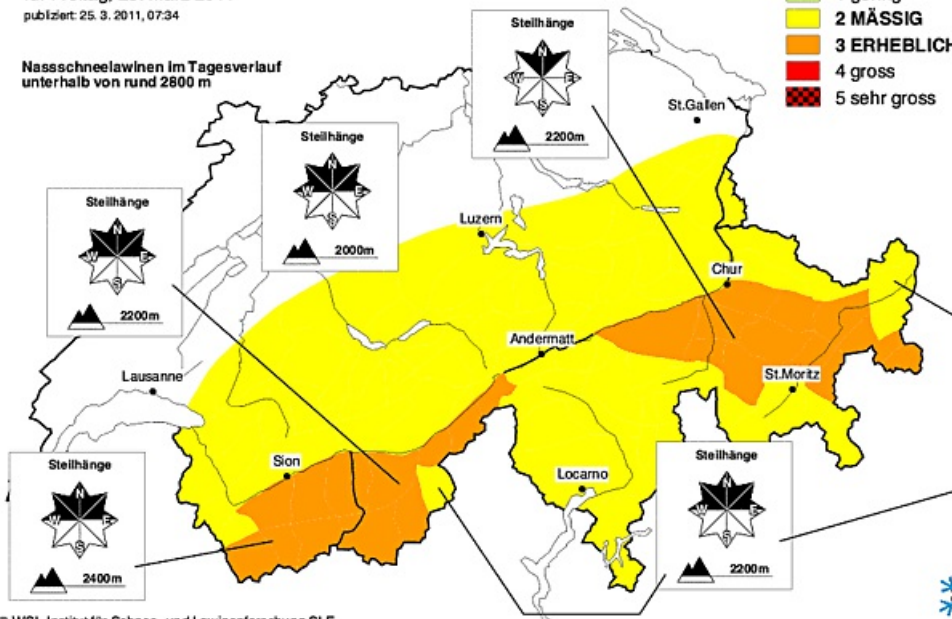 publiziert: 25. 3. 2011, 07:34
Nassschneelawinen im Tagesverlauf
unterhalb von rund 2800 m
2 MÄSSIG
3 ERHEBLICH
4 gross
5 sehr gross
Steilhänge
N
W E
S
2200m
St.Gallen
Steilhänge
N
W E
S
2000m
Steilhänge
N
W E
S
2200m
Luzern
Chur
Andermatt
Lausanne
St.Moritz
Sion
Locarno
Steilhänge
N
W E
S
2400m
Steilhänge
N
W E
S
2200m